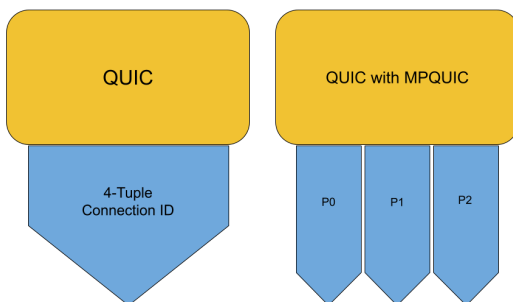 QUIC
4-Tuple
Connection ID
QUIC with MPQUIC
P0
P1
P2